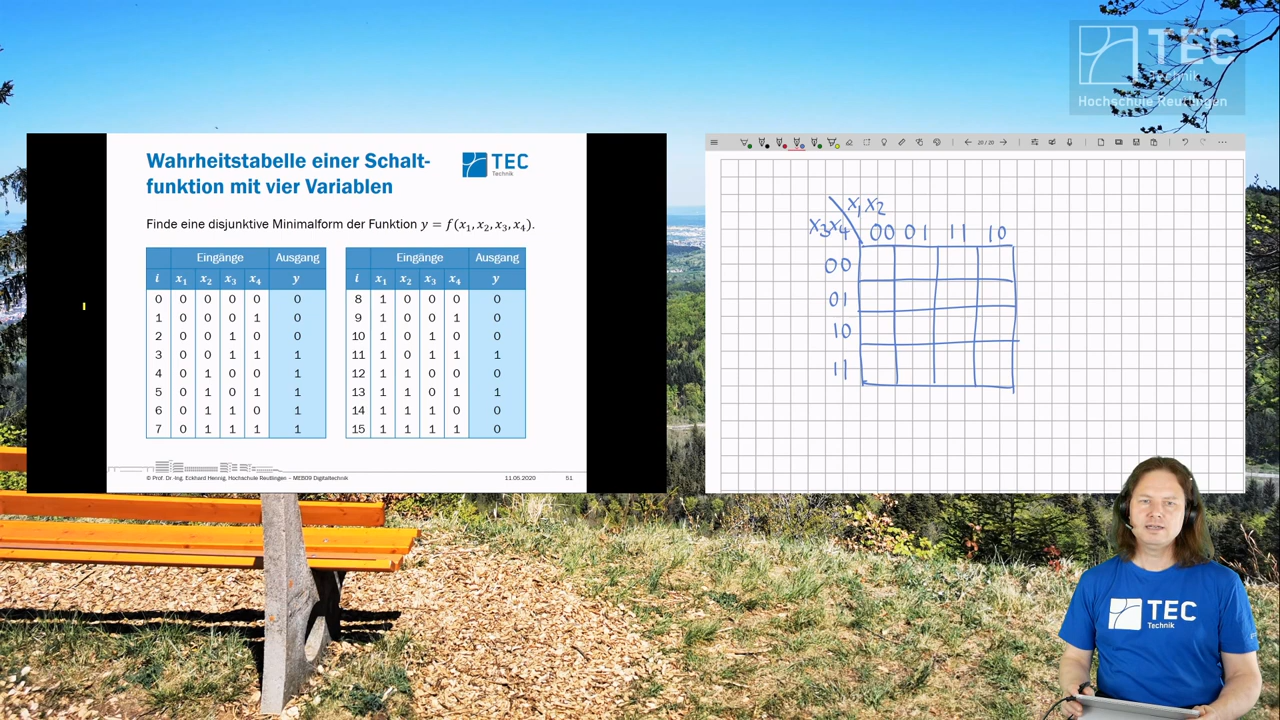 TEC
Technik
Hochschule Reutlingen
Wahrheitstabelle einer Schalt-
funktion mit vier Variablen
TEC
Technik
Finde eine disjunktive Minimalform der Funktion y = f(x₁, x₂, x₃, x₄).
Eingänge Ausgang
i x₁ x₂ x₃ x₄ y
0 0 0 0 0 0
1 0 0 0 1 0
2 0 0 1 0 0
3 0 0 1 1 1
4 0 1 0 0 1
5 0 1 0 1 1
6 0 1 1 0 1
7 0 1 1 1 1
Eingänge Ausgang
i x₁ x₂ x₃ x₄ y
8 1 0 0 0 0
9 1 0 0 1 0
10 1 0 1 0 0
11 1 0 1 1 1
12 1 1 0 0 0
13 1 1 0 1 1
14 1 1 1 0 0
15 1 1 1 1 0
© Prof. Dr.-Ing. Eckhard Hennig, Hochschule Reutlingen – MEB09 Digitaltechnik 11.05.2020 51
20/20
x₁x₂
x₃x₄ 00 01 11 10
00
01
10
11
TEC
Technik